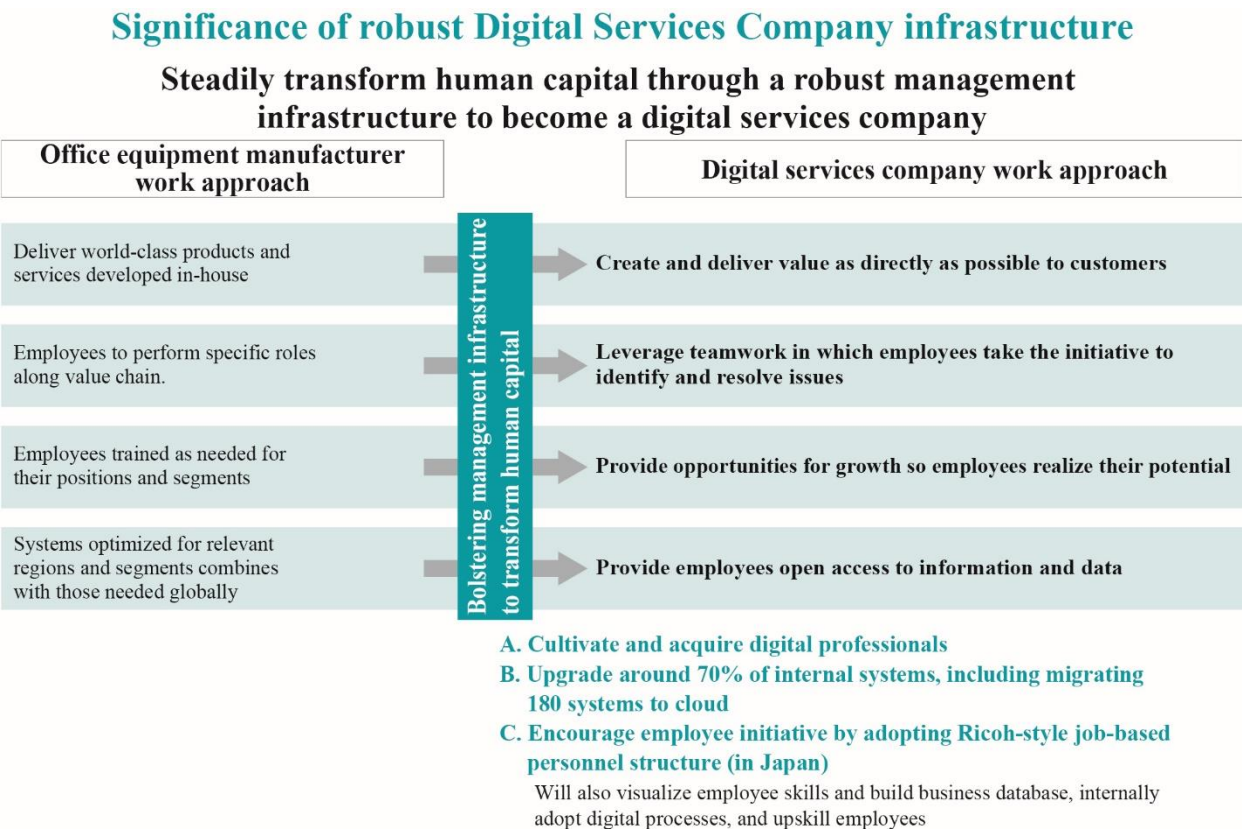 Significance of robust Digital Services Company infrastructure
Steadily transform human capital through a robust management
infrastructure to become a digital services company
Office equipment manufacturer
work approach
Digital services company work approach
Bolstering management infrastructure
to transform human capital
Deliver world-class products and
services developed in-house
Create and deliver value as directly as possible to customers
Employees to perform specific roles
along value chain.
Leverage teamwork in which employees take the initiative to
identify and resolve issues
Employees trained as needed for
their positions and segments
Provide opportunities for growth so employees realize their potential
Systems optimized for relevant
regions and segments combines
with those needed globally
Provide employees open access to information and data
A. Cultivate and acquire digital professionals
B. Upgrade around 70% of internal systems, including migrating
180 systems to cloud
C. Encourage employee initiative by adopting Ricoh-style job-based
personnel structure (in Japan)
Will also visualize employee skills and build business database, internally
adopt digital processes, and upskill employees